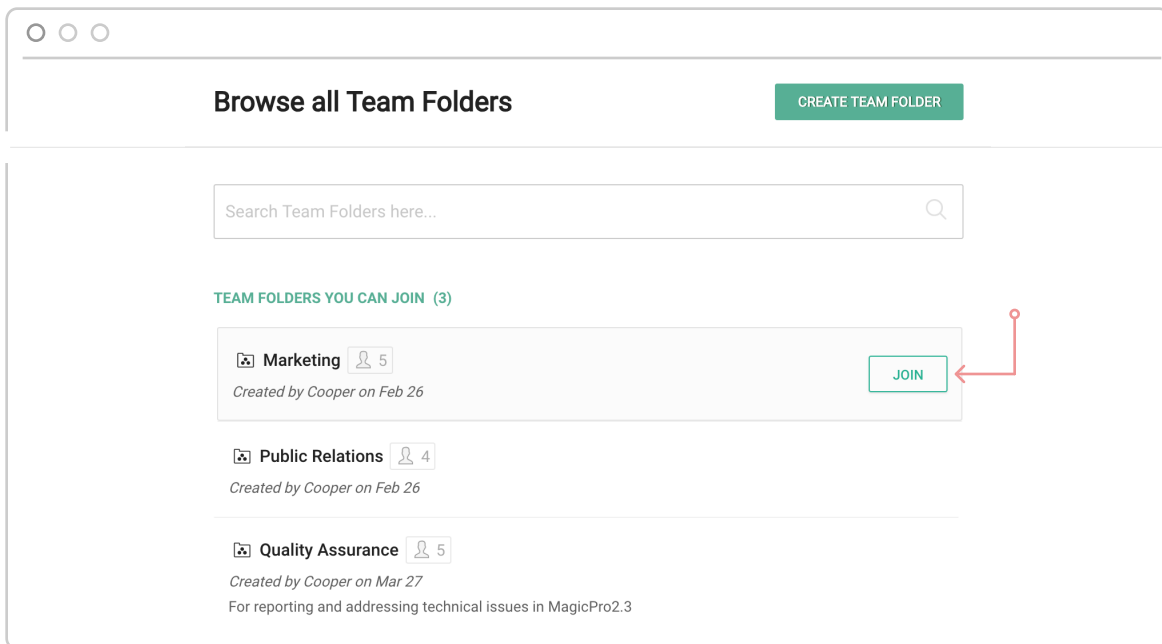 Browse all Team Folders
CREATE TEAM FOLDER
Search Team Folders here...
TEAM FOLDERS YOU CAN JOIN (3)
Marketing 5
Created by Cooper on Feb 26
JOIN
Public Relations 4
Created by Cooper on Feb 26
Quality Assurance 5
Created by Cooper on Mar 27
For reporting and addressing technical issues in MagicPro2.3